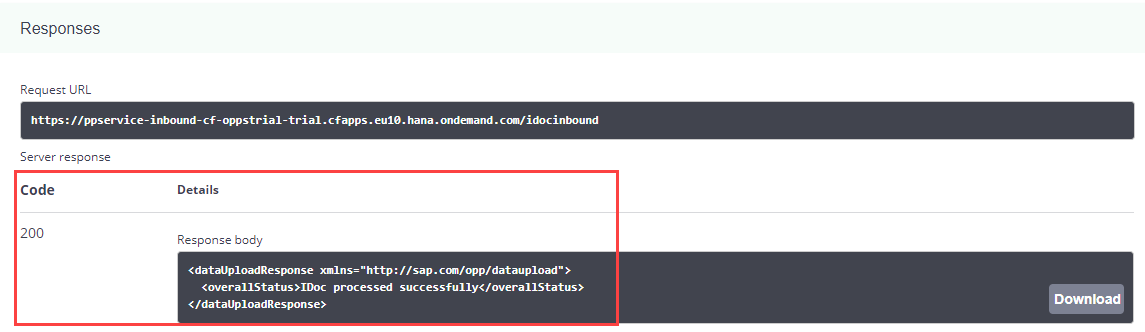 Responses
Request URL
https://ppservice-inbound-cf-oppstrial-trial.cfapps.eu10.hana.ondemand.com/idocinbound
Server response
Code Details
200
Response body
<dataUploadResponse xmlns="http://sap.com/opp/dataupload">
  <overallStatus>IDoc processed successfully</overallStatus>
</dataUploadResponse>
Download